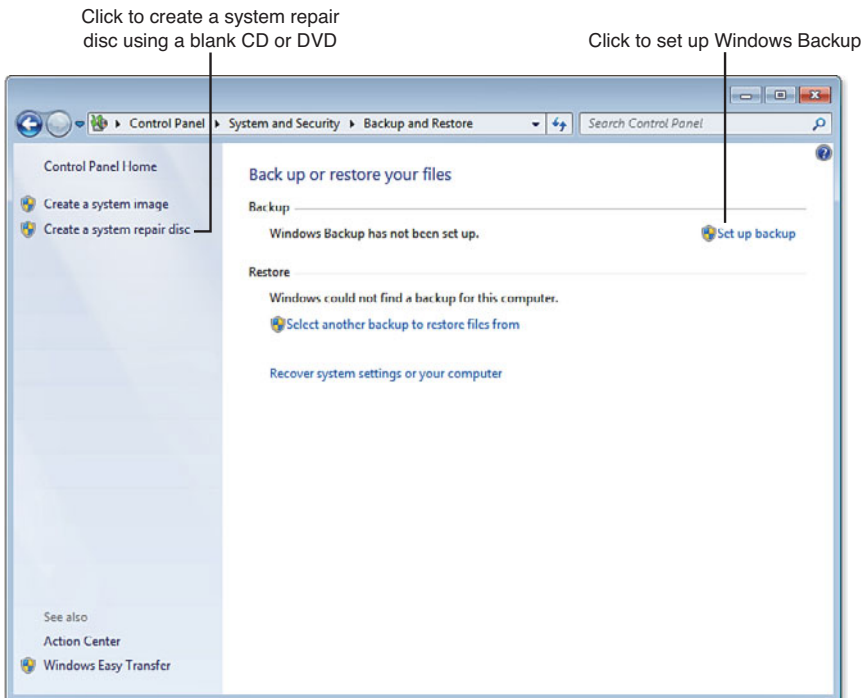 Click to create a system repair
disc using a blank CD or DVD
Click to set up Windows Backup
Control Panel
System and Security
Backup and Restore
Search Control Panel
Control Panel Home
Create a system image
Create a system repair disc
Back up or restore your files
Backup
Windows Backup has not been set up.
Set up backup
Restore
Windows could not find a backup for this computer.
Select another backup to restore files from
Recover system settings or your computer
See also
Action Center
Windows Easy Transfer